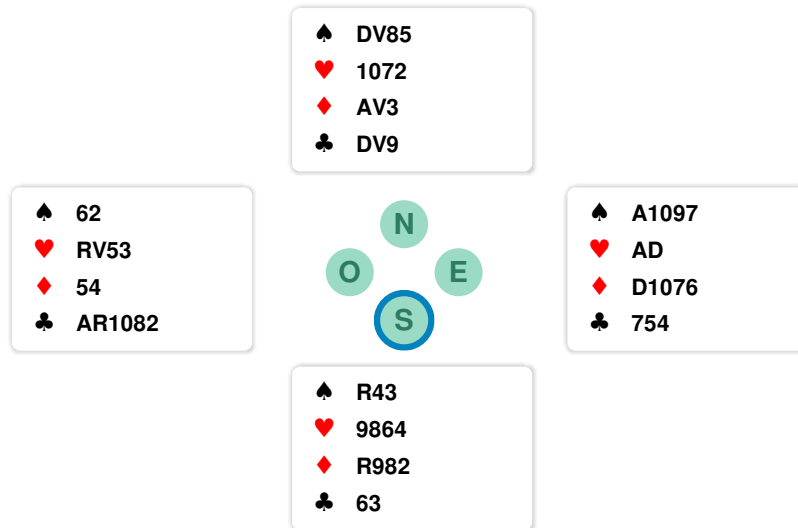 ♠ DV85
♥ 1072
♦ AV3
♣ DV9
♠ 62
♥ RV53
♦ 54
♣ AR1082
N
O E
S
♠ A1097
♥ AD
♦ D1076
♣ 754
♠ R43
♥ 9864
♦ R982
♣ 63